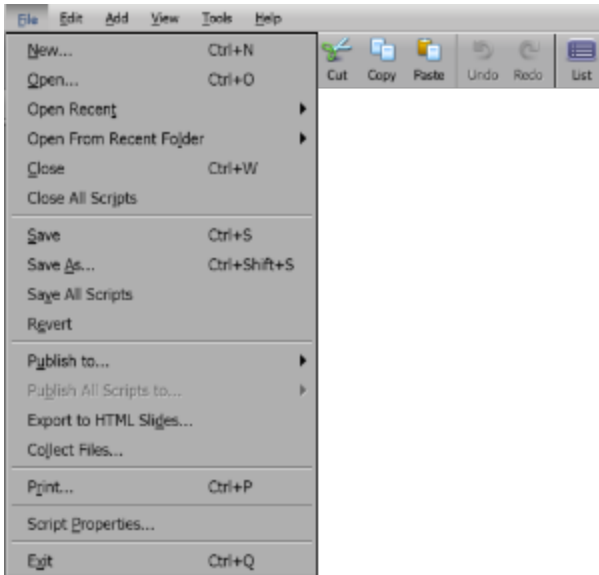 File Edit Add View Tools Help
New... Ctrl+N
Open... Ctrl+O
Open Recent
Open From Recent Folder
Close Ctrl+W
Close All Scripts
Save Ctrl+S
Save As... Ctrl+Shift+S
Save All Scripts
Revert
Publish to...
Publish All Scripts to...
Export to HTML Slides...
Collect Files...
Print... Ctrl+P
Script Properties...
Exit Ctrl+Q
Cut Copy Paste Undo Redo List